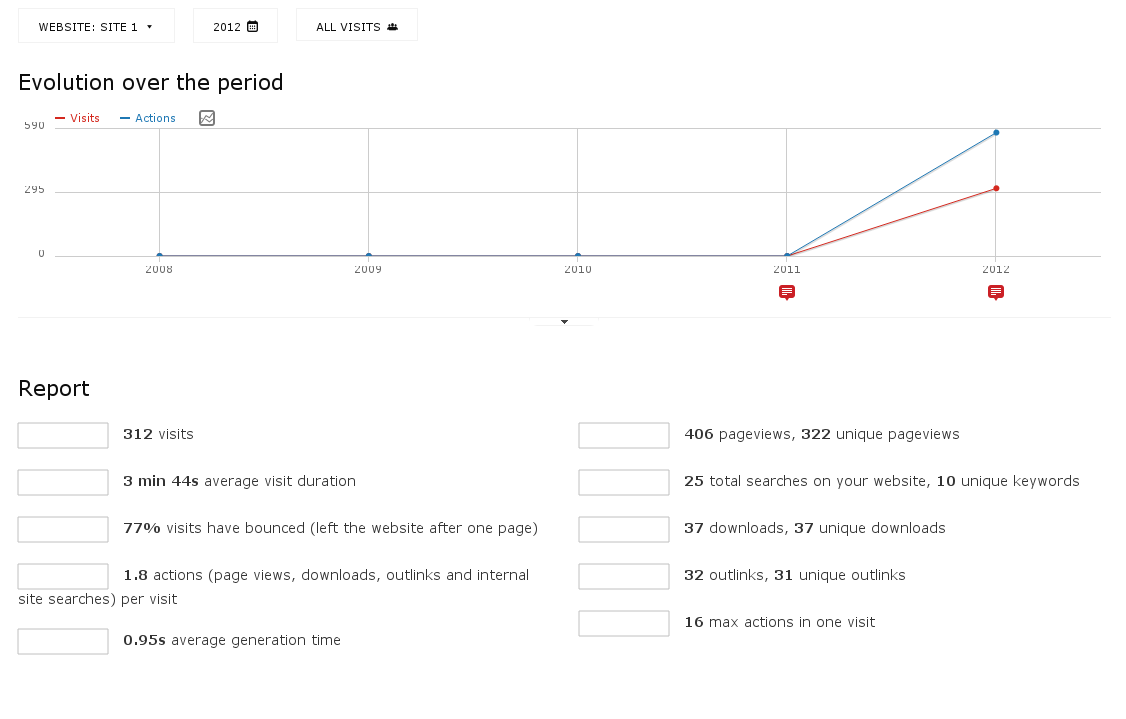 WEBSITE: SITE 1
2012
ALL VISITS
Evolution over the period
Visits
Actions
590
295
0
2008
2009
2010
2011
2012
Report
312 visits
3 min 44s average visit duration
77% visits have bounced (left the website after one page)
1.8 actions (page views, downloads, outlinks and internal
site searches) per visit
0.95s average generation time
406 pageviews, 322 unique pageviews
25 total searches on your website, 10 unique keywords
37 downloads, 37 unique downloads
32 outlinks, 31 unique outlinks
16 max actions in one visit